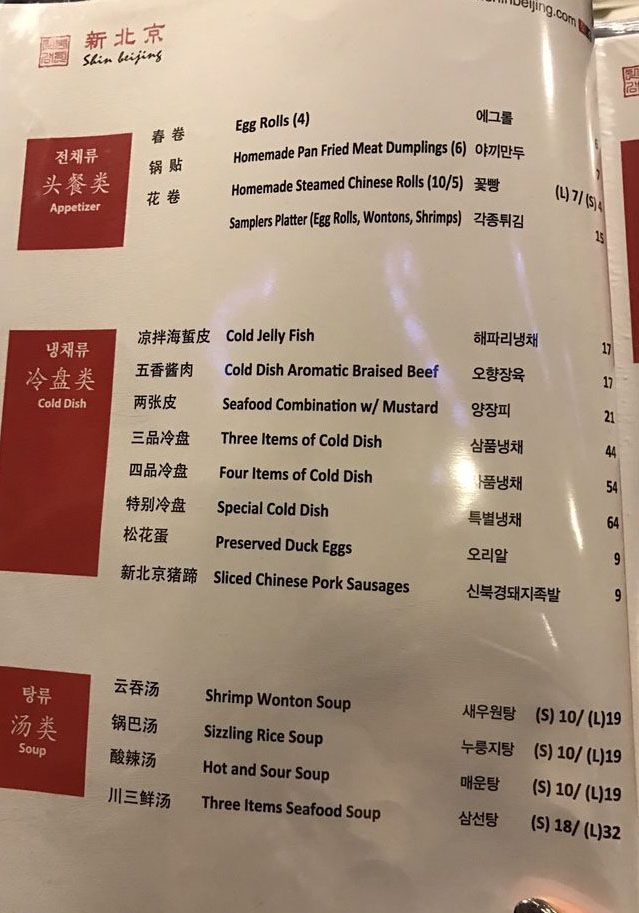 inbeijing.com
新北京
Shin beijing
전채류
头餐类
Appetizer
春 卷 Egg Rolls (4) 에그롤 6
锅 贴 Homemade Pan Fried Meat Dumplings (6) 야끼만두 7
花 卷 Homemade Steamed Chinese Rolls (10/5) 꽃빵 (L) 7/ (S) 4
Samplers Platter (Egg Rolls, Wontons, Shrimps) 각종튀김 15
냉채류
冷盘类
Cold Dish
凉拌海蜇皮 Cold Jelly Fish 해파리냉채 17
五香酱肉 Cold Dish Aromatic Braised Beef 오향장육 17
两张皮 Seafood Combination w/ Mustard 양장피 21
三品冷盘 Three Items of Cold Dish 삼품냉채 44
四品冷盘 Four Items of Cold Dish 품냉채 54
特别冷盘 Special Cold Dish 특별냉채 64
松花蛋 Preserved Duck Eggs 오리알 9
新北京猪蹄 Sliced Chinese Pork Sausages 신북경돼지족발 9
탕류
汤类
Soup
云吞汤 Shrimp Wonton Soup 새우원탕 (S) 10/ (L)19
锅巴汤 Sizzling Rice Soup 누룽지탕 (S) 10/ (L)19
酸辣汤 Hot and Sour Soup 매운탕 (S) 10/ (L)19
川三鲜汤 Three Items Seafood Soup 삼선탕 (S) 18/ (L)32